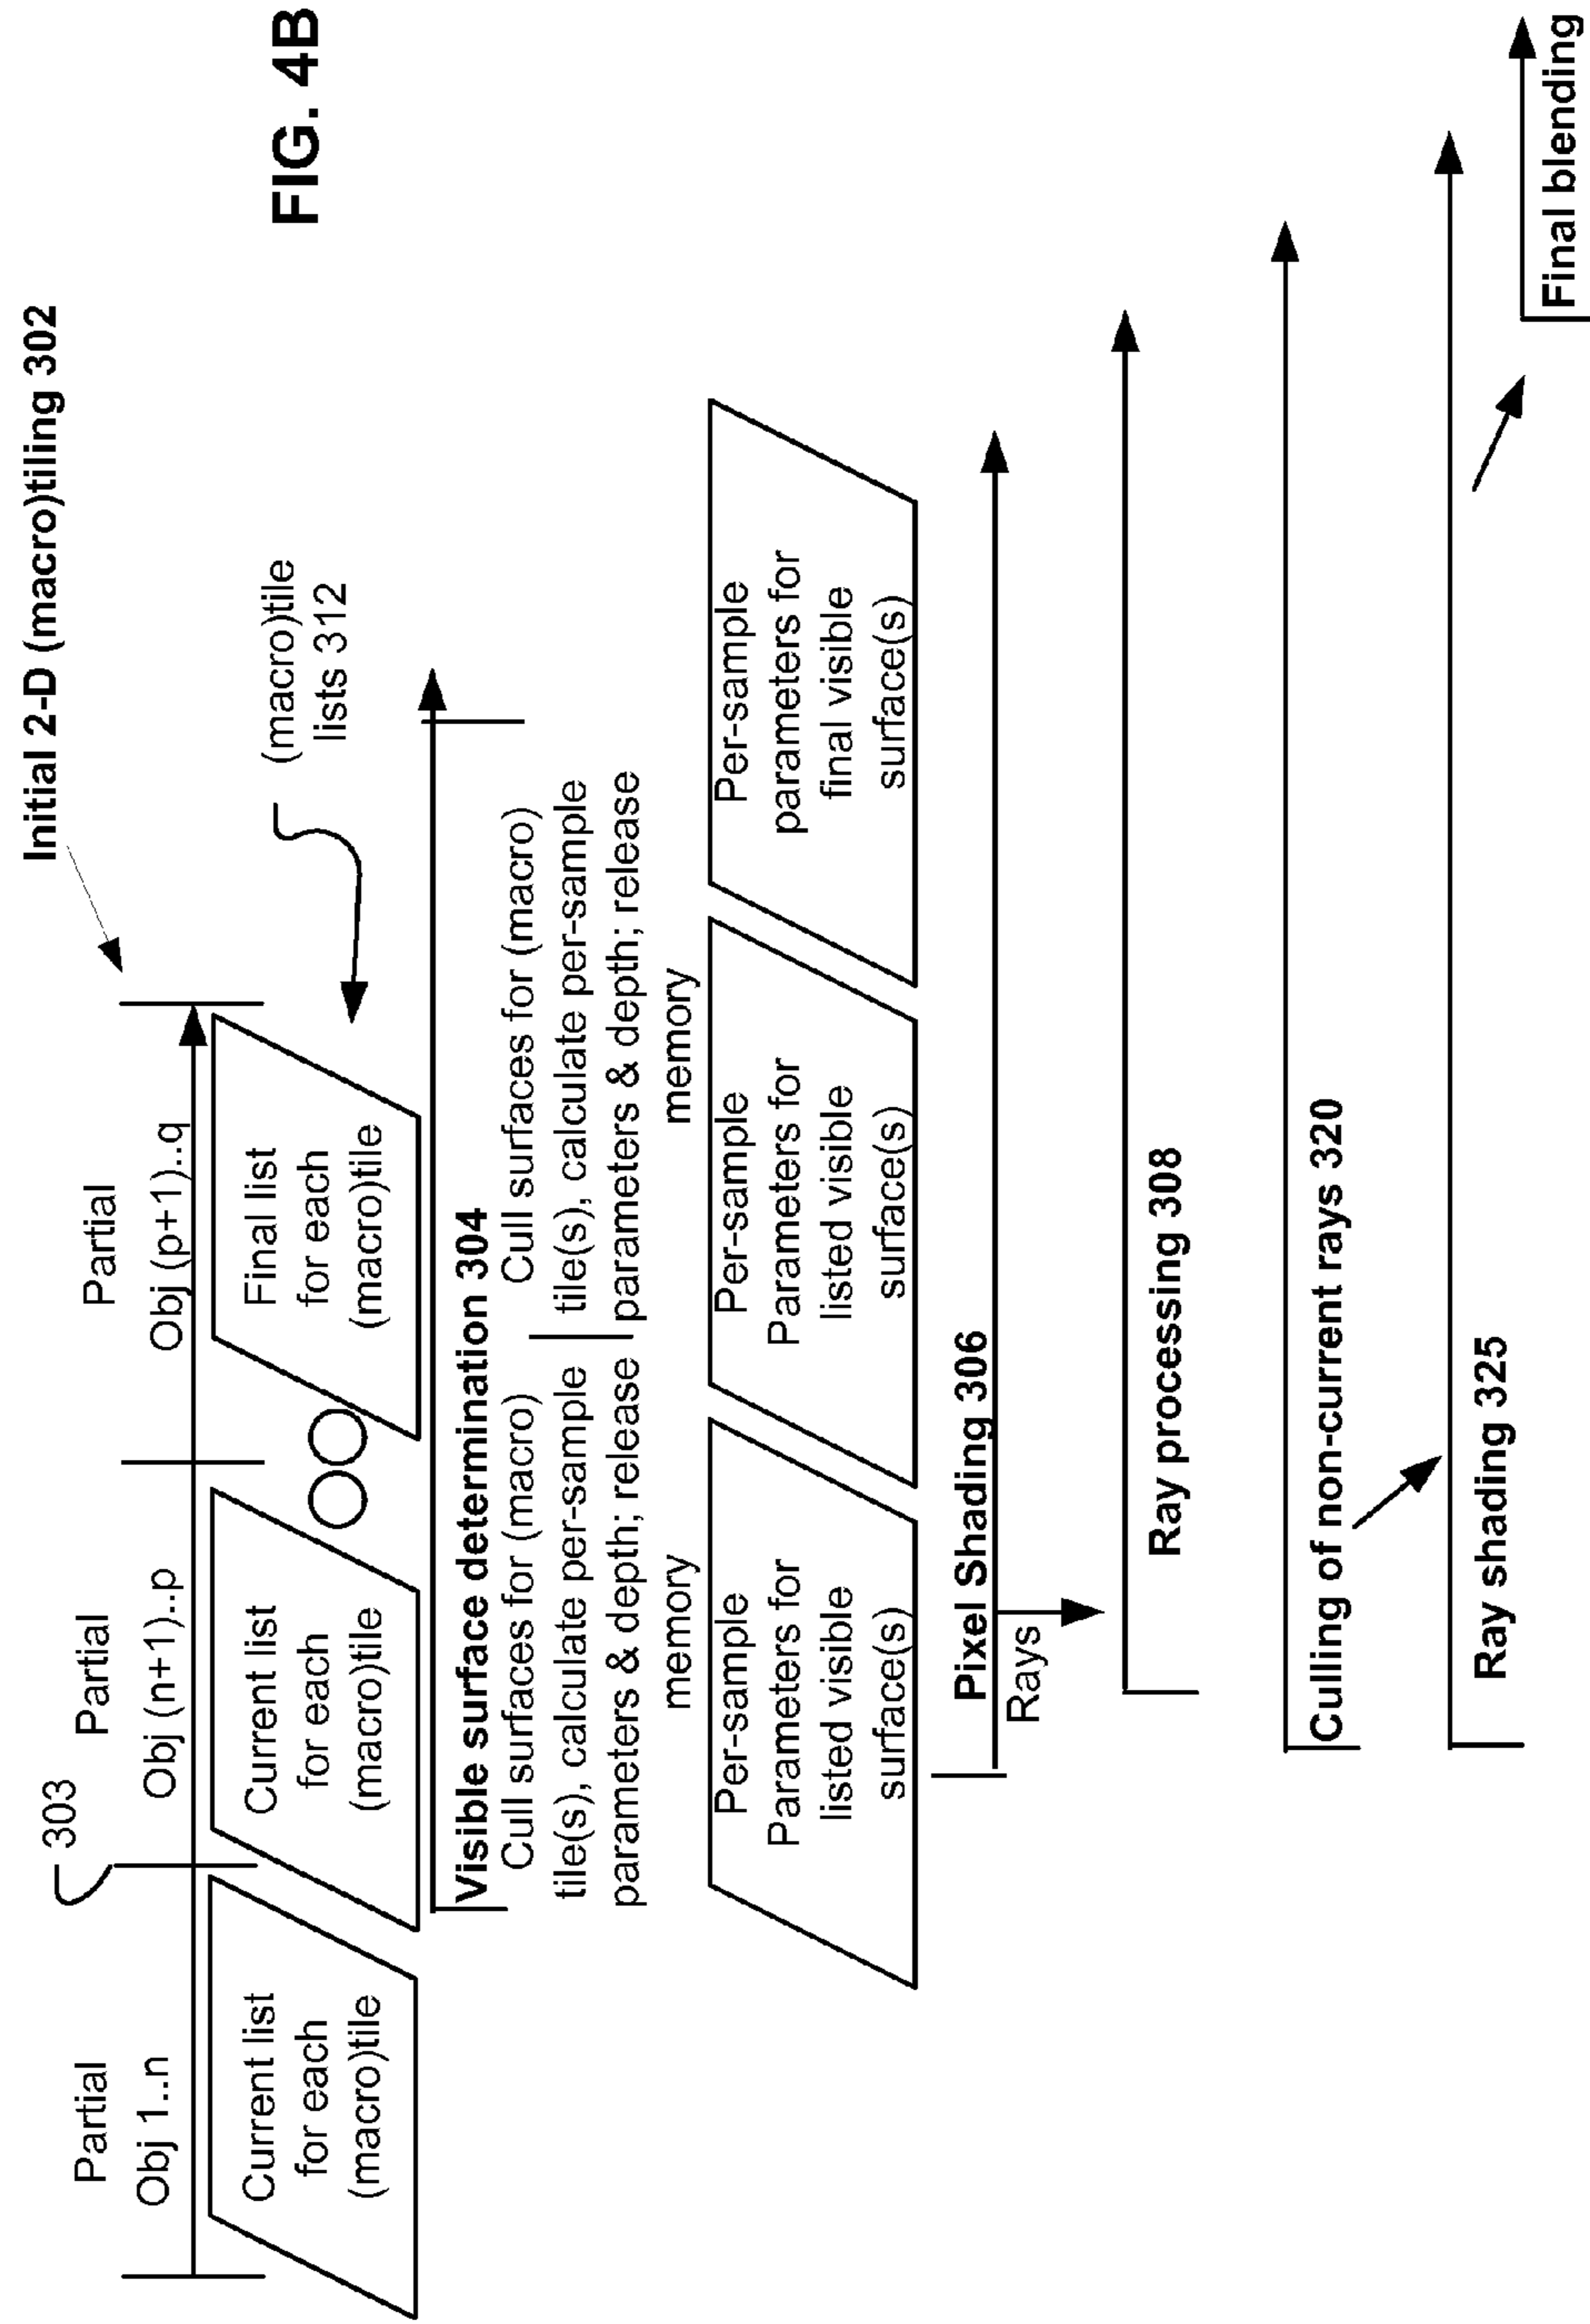 Initial 2-D (macro)tiling 302
FIG. 4B
303
Partial
Obj 1..n
Partial
Obj (n+1)..p
Partial
Obj (p+1)..q
Current list
for each
(macro)tile
Current list
for each
(macro)tile
Final list
for each
(macro)tile
(macro)tile
lists 312
Visible surface determination 304
Cull surfaces for (macro)
tile(s), calculate per-sample
parameters & depth; release
memory
Cull surfaces for (macro)
tile(s), calculate per-sample
parameters & depth; release
memory
Per-sample
Parameters for
listed visible
surface(s)
Per-sample
Parameters for
listed visible
surface(s)
Per-sample
parameters for
final visible
surface(s)
Pixel Shading 306
Rays
Ray processing 308
Culling of non-current rays 320
Ray shading 325
Final blending